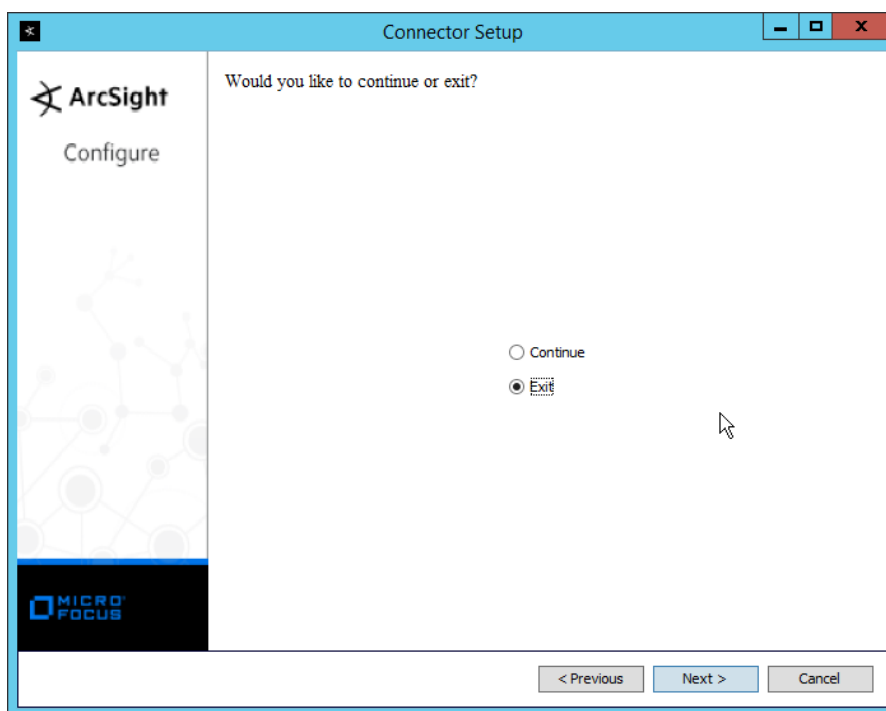 Connector Setup
ArcSight
Configure
Would you like to continue or exit?
Continue
Exit
MICRO
FOCUS
< Previous
Next >
Cancel